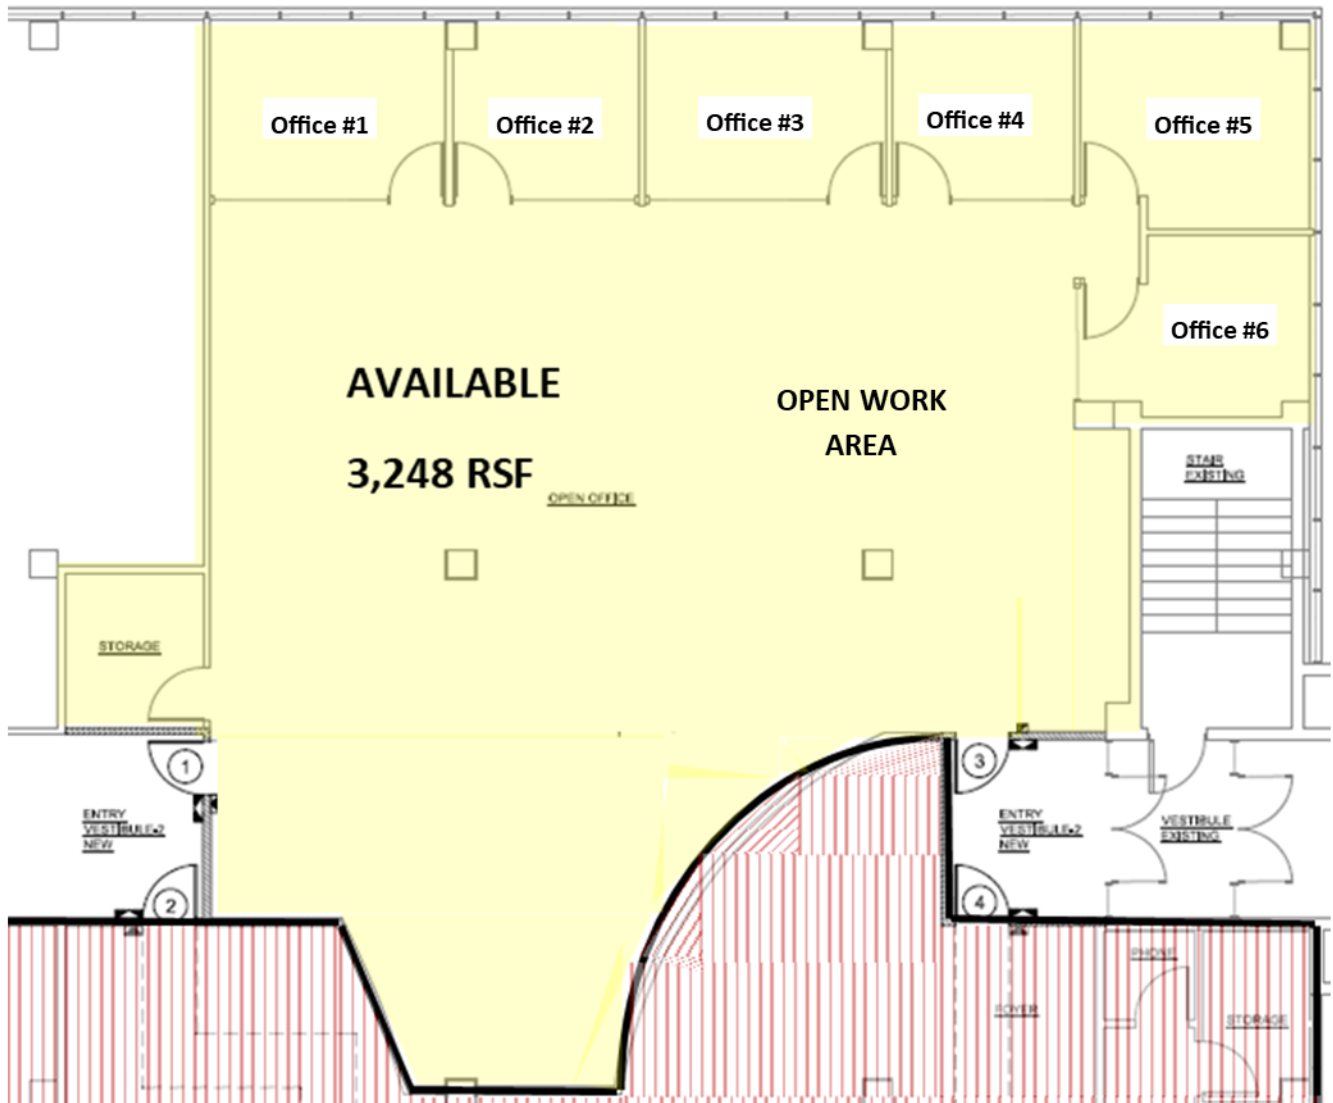 Office #1
Office #2
Office #3
Office #4
Office #5
Office #6
AVAILABLE
3,248 RSF
OPEN WORK
AREA
OPEN OFFICE
STAIR
EXISTING
STORAGE
1
2
3
4
ENTRY
VESTIBULE-2
NEW
ENTRY
VESTIBULE-2
NEW
VESTIBULE
EXISTING
PHONE
FOYER
STORAGE